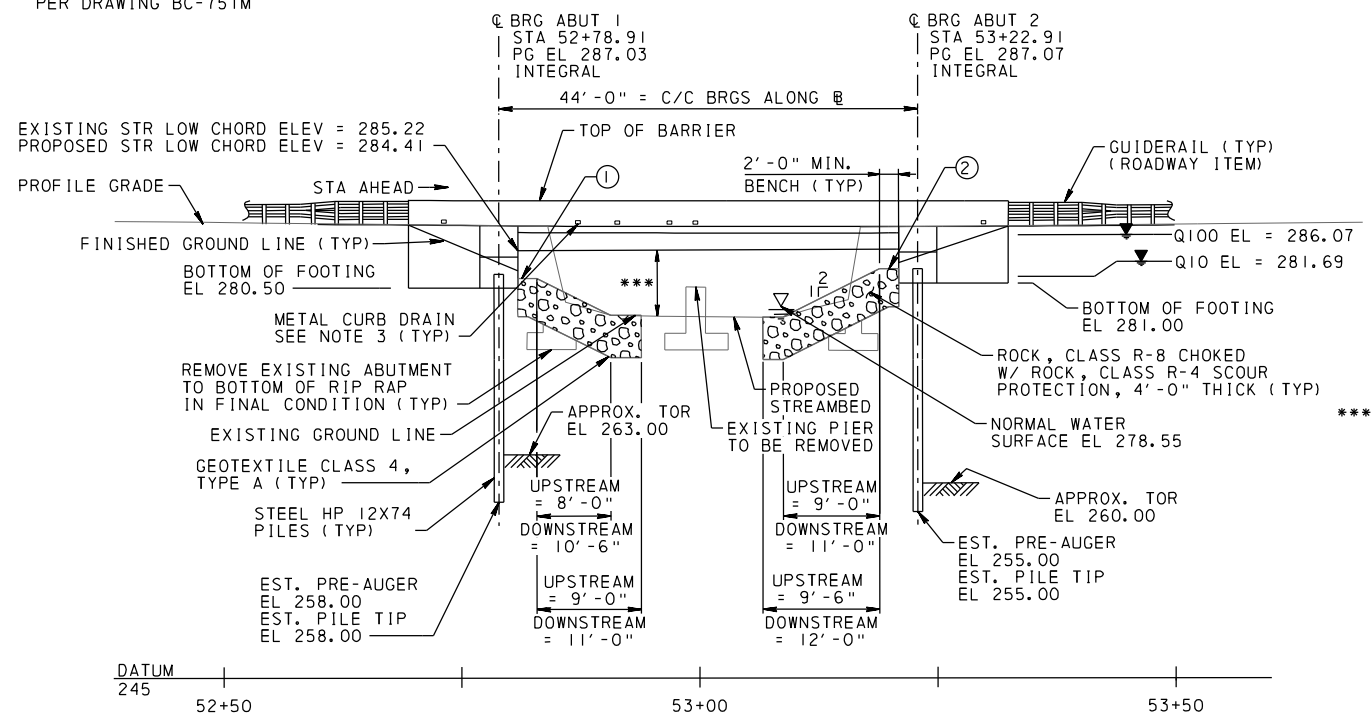 PER DRAWING BC-751M
℄ BRG ABUT 1
STA 52+78.91
PG EL 287.03
INTEGRAL
℄ BRG ABUT 2
STA 53+22.91
PG EL 287.07
INTEGRAL
44'-0" = C/C BRGS ALONG ⅊
EXISTING STR LOW CHORD ELEV = 285.22
PROPOSED STR LOW CHORD ELEV = 284.41
TOP OF BARRIER
GUIDERAIL (TYP)
(ROADWAY ITEM)
2'-0" MIN.
BENCH (TYP)
1
2
PROFILE GRADE
STA AHEAD
FINISHED GROUND LINE (TYP)
Q100 EL = 286.07
Q10 EL = 281.69
BOTTOM OF FOOTING
EL 280.50
***
2
1
BOTTOM OF FOOTING
EL 281.00
METAL CURB DRAIN
SEE NOTE 3 (TYP)
ROCK, CLASS R-8 CHOKED
W/ ROCK, CLASS R-4 SCOUR
PROTECTION, 4'-0" THICK (TYP)
REMOVE EXISTING ABUTMENT
TO BOTTOM OF RIP RAP
IN FINAL CONDITION (TYP)
PROPOSED
STREAMBED
***
APPROX. TOR
EL 263.00
EXISTING PIER
TO BE REMOVED
NORMAL WATER
SURFACE EL 278.55
EXISTING GROUND LINE
GEOTEXTILE CLASS 4,
TYPE A (TYP)
UPSTREAM
= 8'-0"
DOWNSTREAM
= 10'-6"
UPSTREAM
= 9'-0"
DOWNSTREAM
= 11'-0"
APPROX. TOR
EL 260.00
STEEL HP 12X74
PILES (TYP)
EST. PRE-AUGER
EL 255.00
EST. PILE TIP
EL 255.00
EST. PRE-AUGER
EL 258.00
EST. PILE TIP
EL 258.00
UPSTREAM
= 9'-0"
DOWNSTREAM
= 11'-0"
UPSTREAM
= 9'-6"
DOWNSTREAM
= 12'-0"
DATUM
245
52+50
53+00
53+50